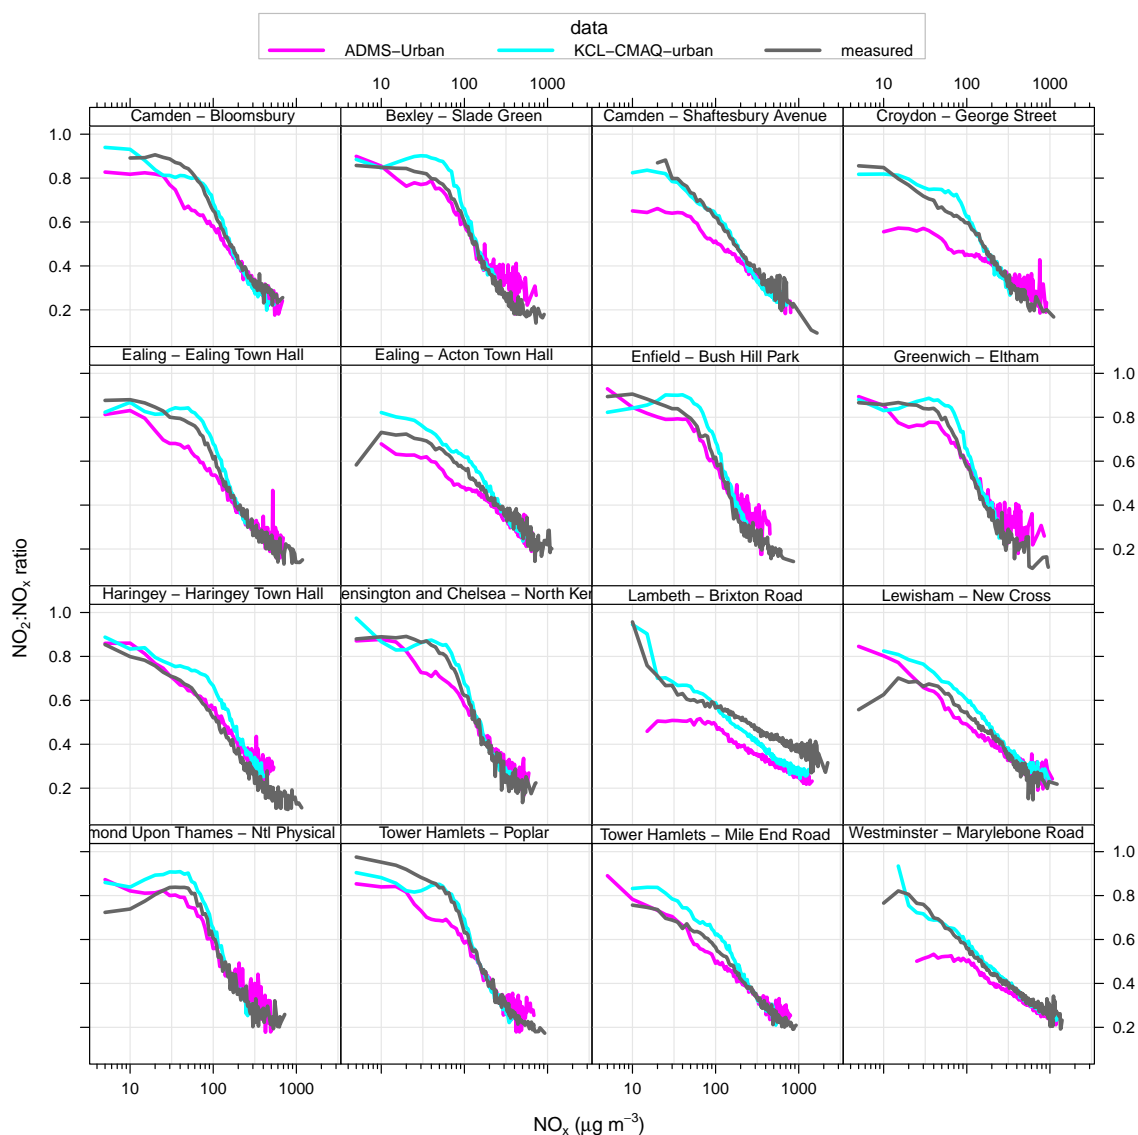 data
ADMS−Urban KCL−CMAQ−urban measured
10 100 1000 10 100 1000
Camden − Bloomsbury Bexley − Slade Green Camden − Shaftesbury Avenue Croydon − George Street
1.0
0.8
0.6
0.4
0.2
Ealing − Ealing Town Hall Ealing − Acton Town Hall Enfield − Bush Hill Park Greenwich − Eltham
1.0
0.8
0.6
0.4
0.2
Haringey − Haringey Town Hall ensington and Chelsea − North Ken Lambeth − Brixton Road Lewisham − New Cross
1.0
0.8
0.6
0.4
0.2
mond Upon Thames − Ntl Physical Tower Hamlets − Poplar Tower Hamlets − Mile End Road Westminster − Marylebone Road
1.0
0.8
0.6
0.4
0.2
10 100 1000 10 100 1000
NO₂:NOₓ ratio
NOₓ (μg m⁻³)